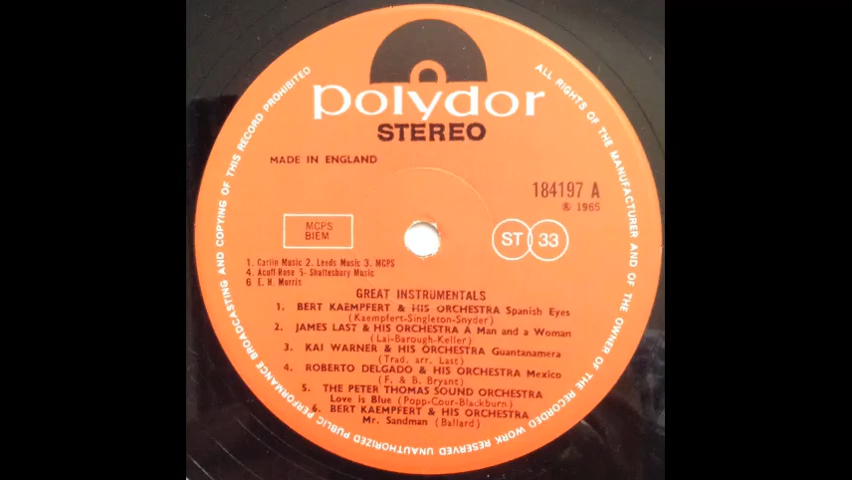 polydor
STEREO
MADE IN ENGLAND
184197 A
℗ 1965
MCPS
BIEM
ST 33
1. Carlin Music 2. Leeds Music 3. MCPS
4. Acuff-Rose 5- Shaftesbury Music
6 E. H. Morris
GREAT INSTRUMENTALS
1. BERT KAEMPFERT & HIS ORCHESTRA Spanish Eyes
(Kaempfert-Singleton-Snyder)
2. JAMES LAST & HIS ORCHESTRA A Man and a Woman
(Lai-Barough-Keller)
3. KAI WARNER & HIS ORCHESTRA Guantanamera
(Trad. arr. Last)
4. ROBERTO DELGADO & HIS ORCHESTRA Mexico
(F. & B. Bryant)
5. THE PETER THOMAS SOUND ORCHESTRA
Love is Blue (Popp-Cour-Blackburn)
6. BERT KAEMPFERT & HIS ORCHESTRA
Mr. Sandman (Ballard)
ALL RIGHTS OF THE MANUFACTURER AND OF THE OWNER OF THE RECORDED WORK RESERVED UNAUTHORIZED PUBLIC PERFORMANCE BROADCASTING AND COPYING OF THIS RECORD PROHIBITED